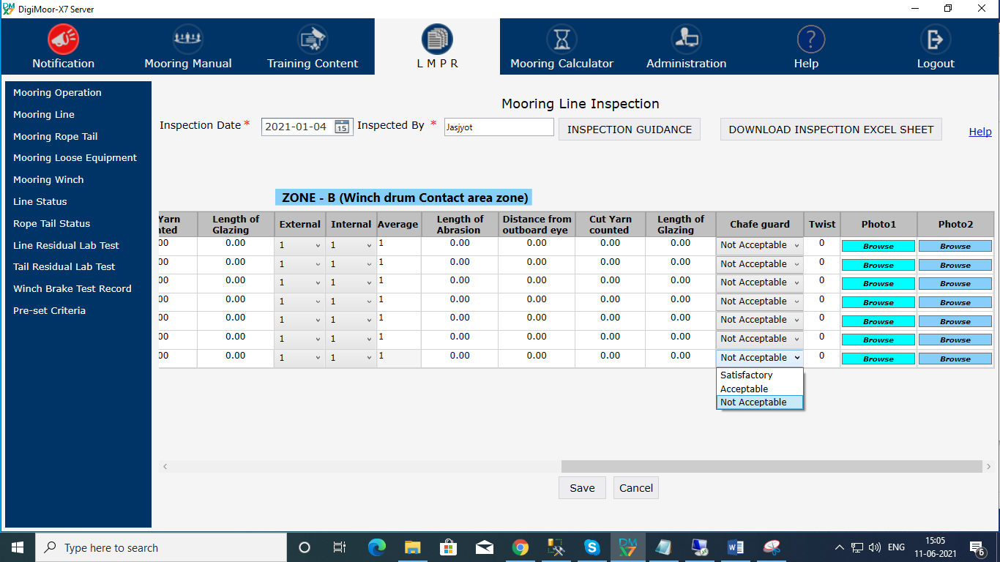 DigiMoor-X7 Server
Notification
Mooring Manual
Training Content
L M P R
Mooring Calculator
Administration
Help
Logout
Mooring Operation
Mooring Line
Mooring Rope Tail
Mooring Loose Equipment
Mooring Winch
Line Status
Rope Tail Status
Line Residual Lab Test
Tail Residual Lab Test
Winch Brake Test Record
Pre-set Criteria
Mooring Line Inspection
Inspection Date * 2021-01-04 15 Inspected By * Jasjyot INSPECTION GUIDANCE DOWNLOAD INSPECTION EXCEL SHEET Help
ZONE - B (Winch drum Contact area zone)
Yarn Length of External Internal Average Length of Distance from Cut Yarn Length of Chafe guard Twist Photo1 Photo2
nted Glazing Abrasion outboard eye counted Glazing
00 0.00 1 1 1 0.00 0.00 0.00 0.00 Not Acceptable 0 Browse Browse
00 0.00 1 1 1 0.00 0.00 0.00 0.00 Not Acceptable 0 Browse Browse
00 0.00 1 1 1 0.00 0.00 0.00 0.00 Not Acceptable 0 Browse Browse
00 0.00 1 1 1 0.00 0.00 0.00 0.00 Not Acceptable 0 Browse Browse
00 0.00 1 1 1 0.00 0.00 0.00 0.00 Not Acceptable 0 Browse Browse
00 0.00 1 1 1 0.00 0.00 0.00 0.00 Not Acceptable 0 Browse Browse
00 0.00 1 1 1 0.00 0.00 0.00 0.00 Not Acceptable 0 Browse Browse
Satisfactory
Acceptable
Not Acceptable
Save Cancel
Type here to search
ENG
15:05
11-06-2021
6